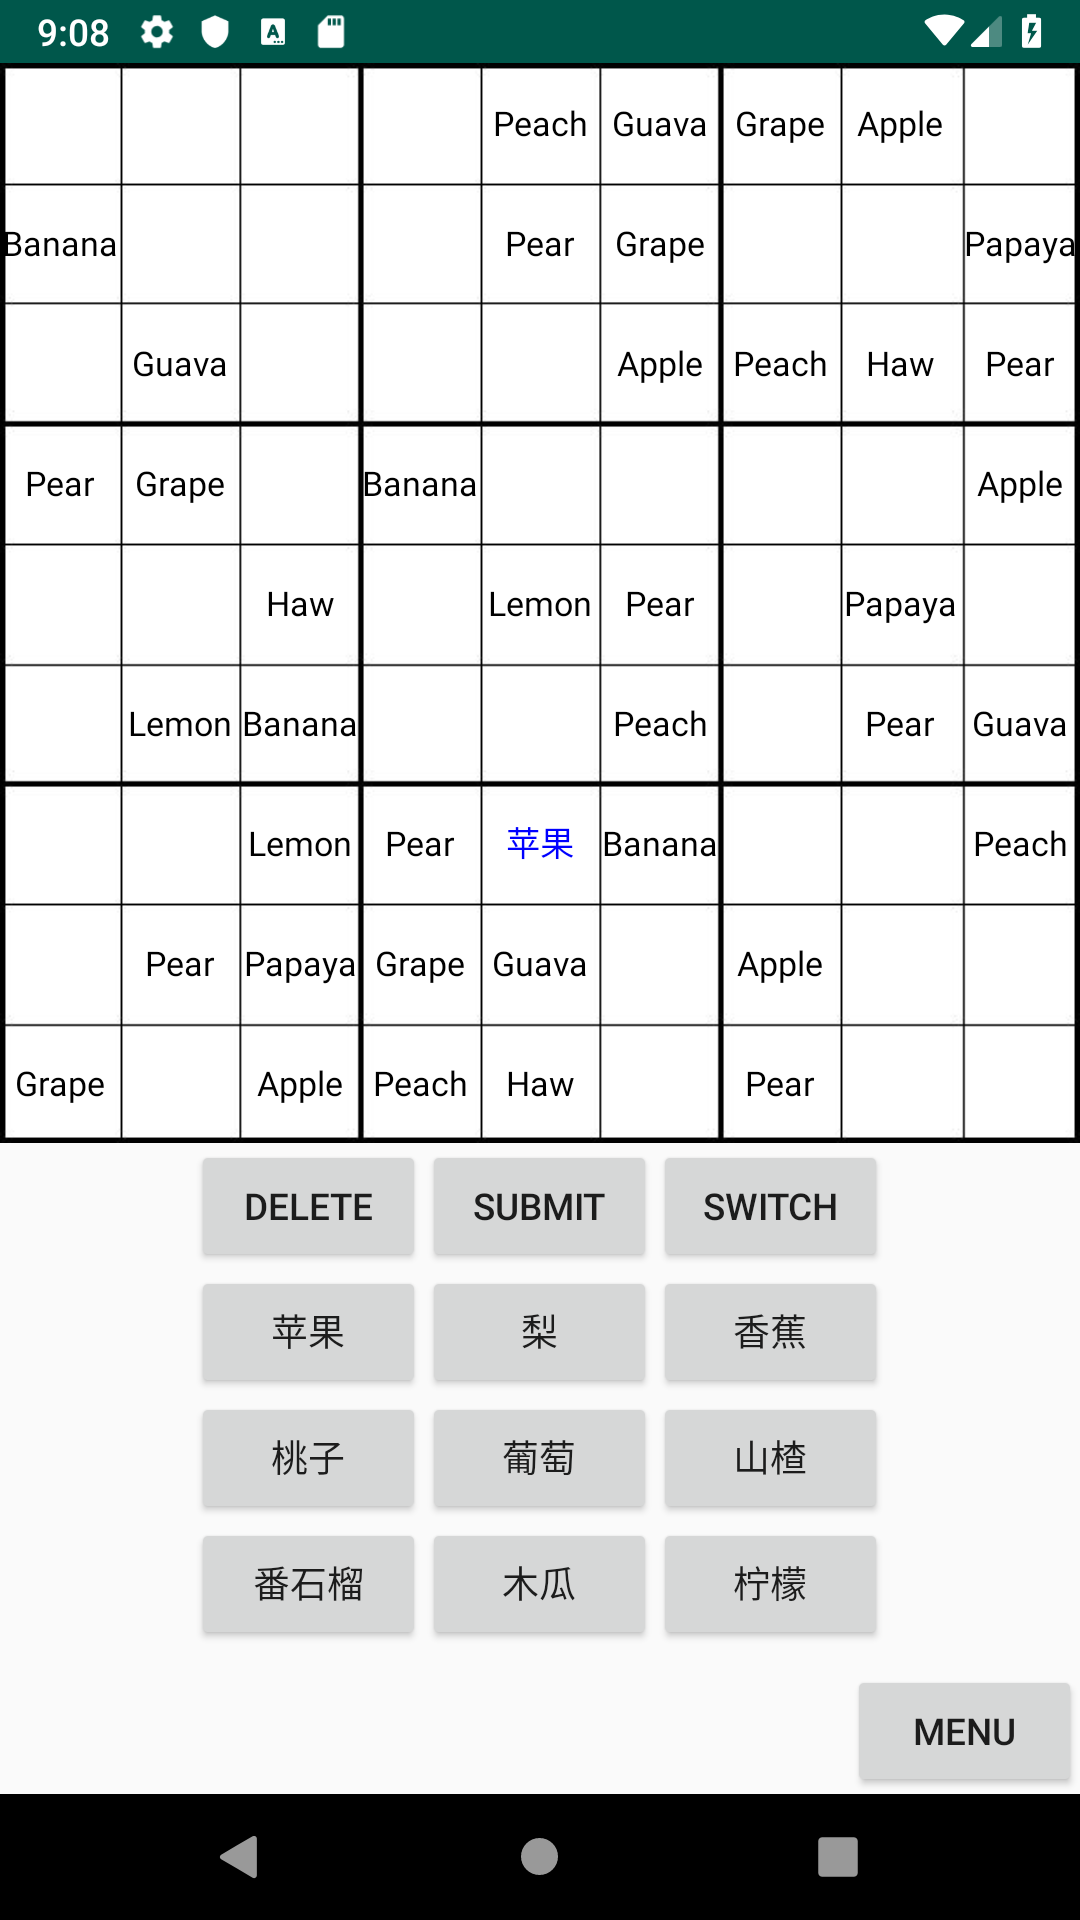 9:08
Peach Guava Grape Apple
Banana Pear Grape Papaya
Guava Apple Peach Haw Pear
Pear Grape Banana Apple
Haw Lemon Pear Papaya
Lemon Banana Peach Pear Guava
Lemon Pear 苹果 Banana Peach
Pear Papaya Grape Guava Apple
Grape Apple Peach Haw Pear
DELETE SUBMIT SWITCH
苹果 梨 香蕉
桃子 葡萄 山楂
番石榴 木瓜 柠檬
MENU